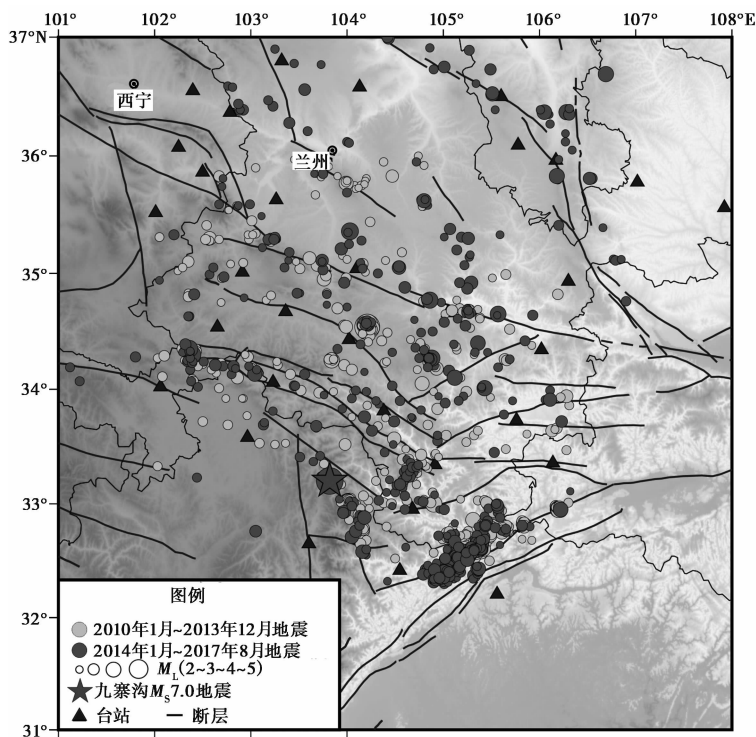 101° 102° 103° 104° 105° 106° 107° 108°E
37°N
西宁
36°
兰州
35°
34°
33°
32°
31°
图例
2010年1月~2013年12月地震
2014年1月~2017年8月地震
ML(2~3~4~5)
九寨沟MS7.0地震
台站 断层